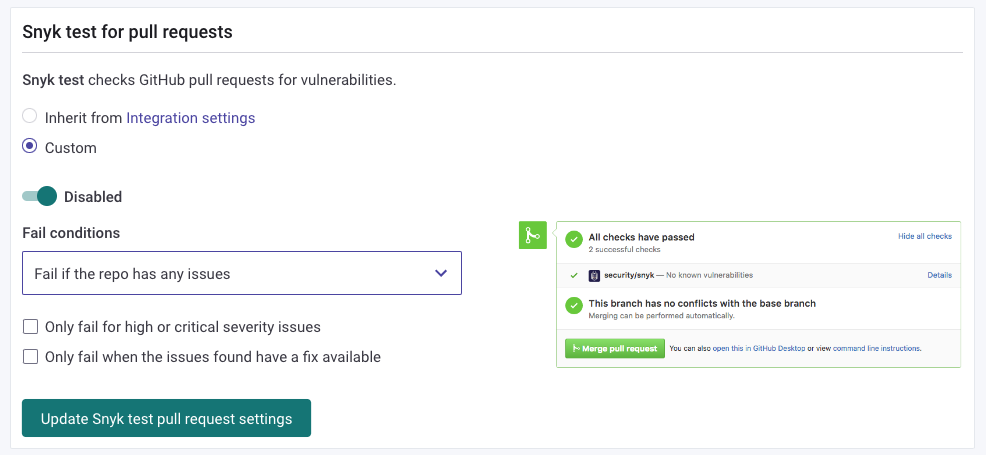 Snyk test for pull requests
Snyk test checks GitHub pull requests for vulnerabilities.
Inherit from Integration settings
Custom
Disabled
Fail conditions
Fail if the repo has any issues
Only fail for high or critical severity issues
Only fail when the issues found have a fix available
Update Snyk test pull request settings
All checks have passed
Hide all checks
2 successful checks
security/snyk — No known vulnerabilities
Details
This branch has no conflicts with the base branch
Merging can be performed automatically.
Merge pull request
You can also open this in GitHub Desktop or view command line instructions.